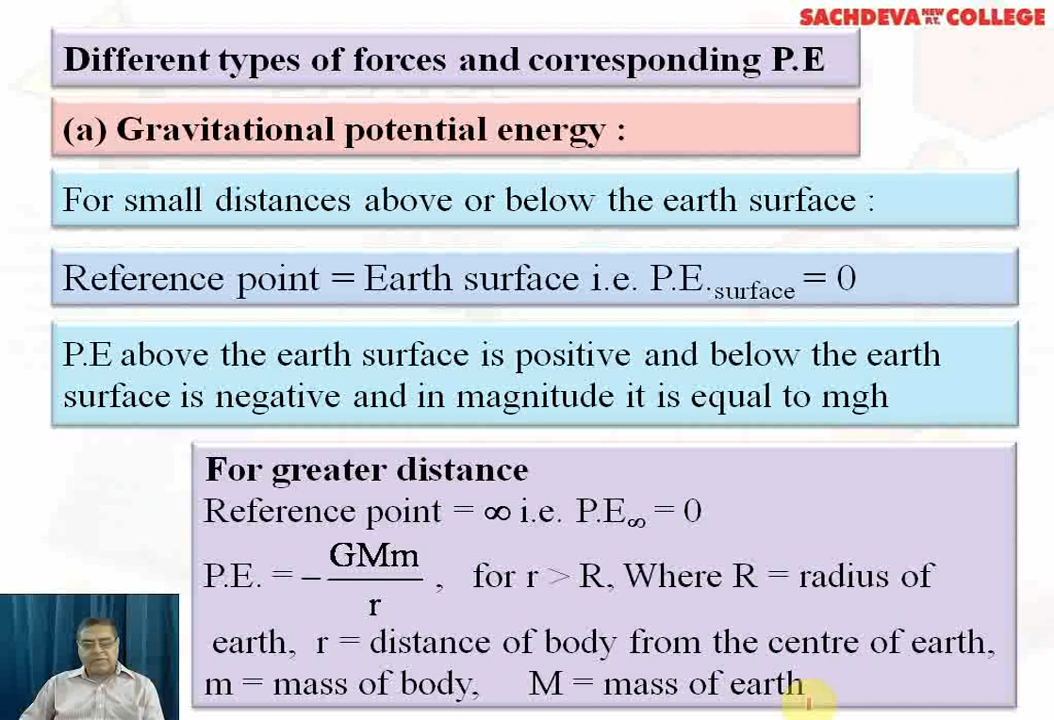 SACHDEVA NEW P.T. COLLEGE
Different types of forces and corresponding P.E
(a) Gravitational potential energy :
For small distances above or below the earth surface :
Reference point = Earth surface i.e. P.E.surface = 0
P.E above the earth surface is positive and below the earth
surface is negative and in magnitude it is equal to mgh
For greater distance
Reference point = ∞ i.e. P.E∞ = 0
P.E. = − GMm / r , for r > R, Where R = radius of
earth, r = distance of body from the centre of earth,
m = mass of body, M = mass of earth